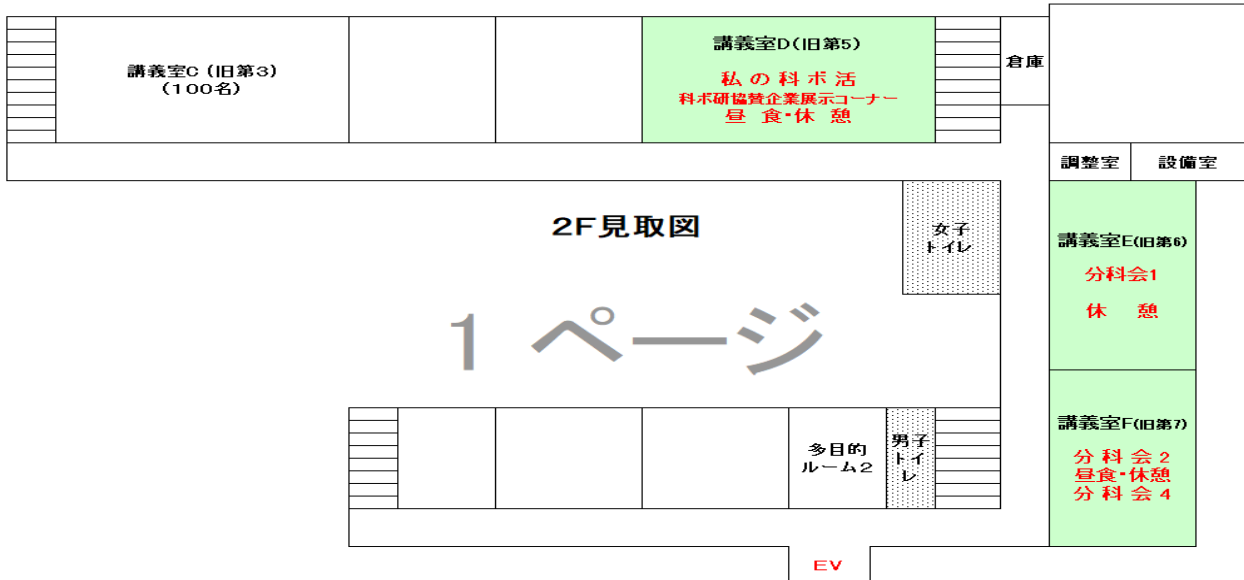 講義室C（旧第3）
（100名）
講義室D（旧第5）
私の科ボ活
科ボ研協賛企業展示コーナー
昼食・休憩
倉庫
調整室
設備室
2F見取図
女子
トイレ
講義室E（旧第6）
分科会1
休憩
1 ページ
多目的
ルーム2
男子
トイ
レ
講義室F（旧第7）
分科会2
昼食・休憩
分科会4
EV